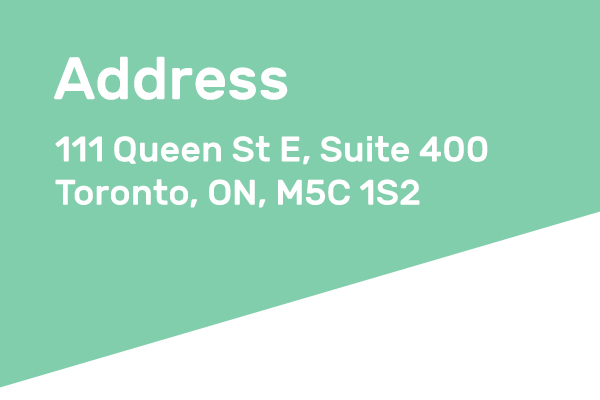 Address
111 Queen St E, Suite 400
Toronto, ON, M5C 1S2